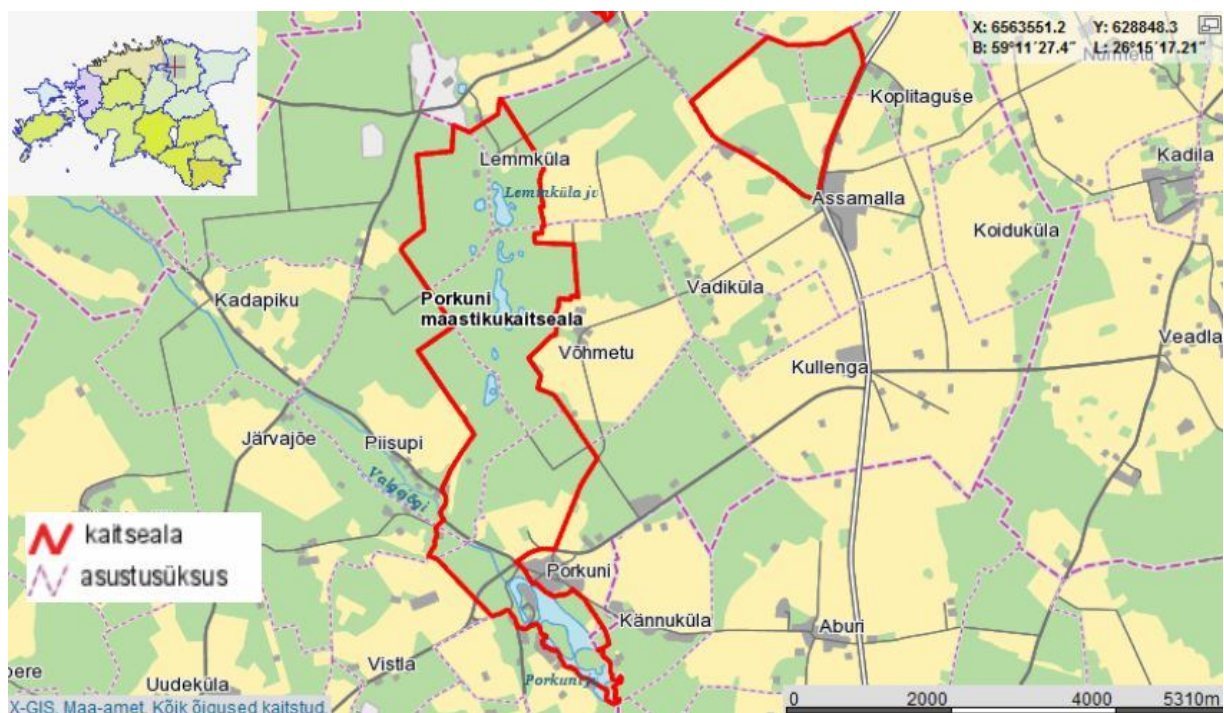 X: 6563551.2 Y: 628848.3
B: 59°11´27.4" L: 26°15´17.21"
Nurmetu
Koplitaguse
Kadila
Lemmküla
Lemmküla jv
Assamalla
Koiduküla
Vadiküla
Kadapiku
Porkuni
maastikukaitseala
Veadla
Võhmetu
Kullenga
Järvajõe
Piisupi
Valgejõgi
kaitseala
asustusüksus
Porkuni
Kännuküla
Aburi
Vistla
pere
Uudeküla
Porkuni
X-GIS. Maa-amet. Kõik õigused kaitstud.
0 2000 4000 5310m